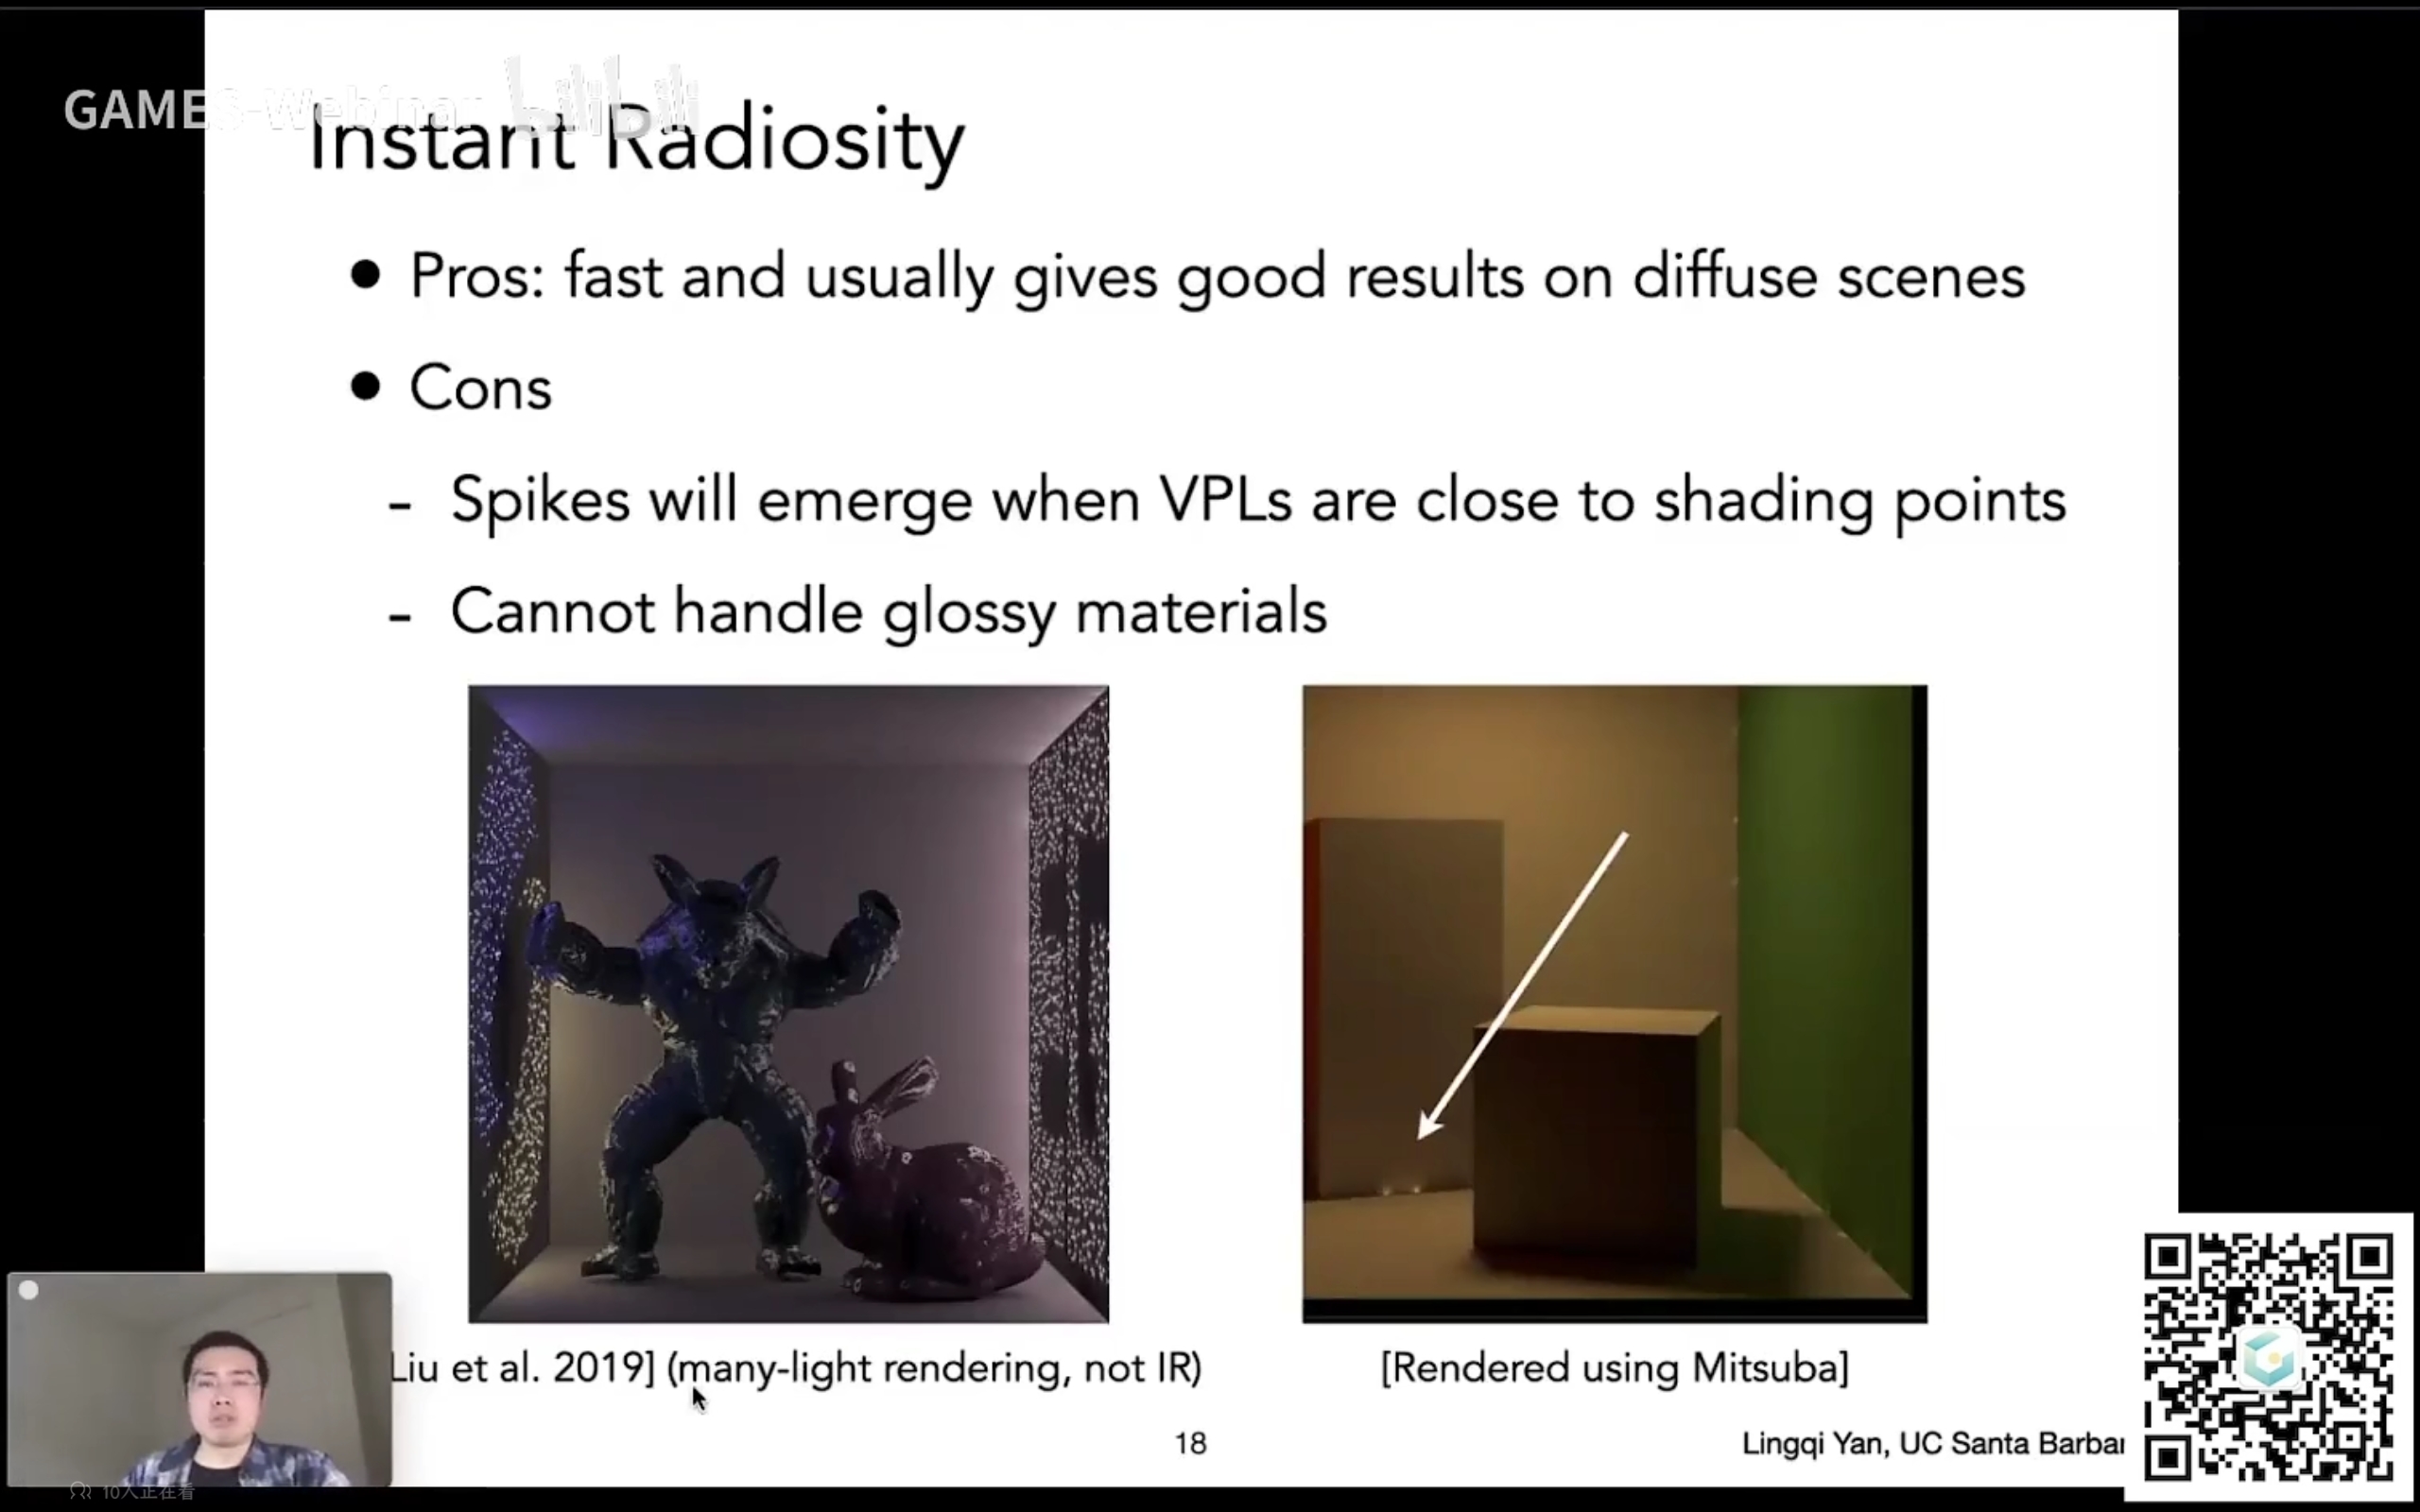 GAMES-Webinar bilibili
Instant Radiosity
● Pros: fast and usually gives good results on diffuse scenes
● Cons
- Spikes will emerge when VPLs are close to shading points
- Cannot handle glossy materials
Liu et al. 2019] (many-light rendering, not IR)
[Rendered using Mitsuba]
18
Lingqi Yan, UC Santa Barbar
10人正在看